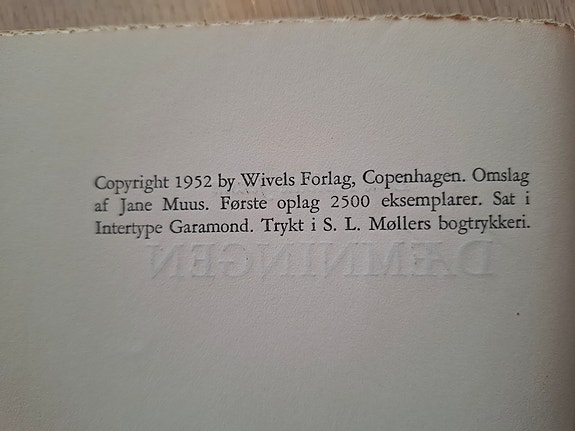 Copyright 1952 by Wivels Forlag, Copenhagen. Omslag
af Jane Muus. Første oplag 2500 eksemplarer. Sat i
Intertype Garamond. Trykt i S. L. Møllers bogtrykkeri.
DÆMNINGEN